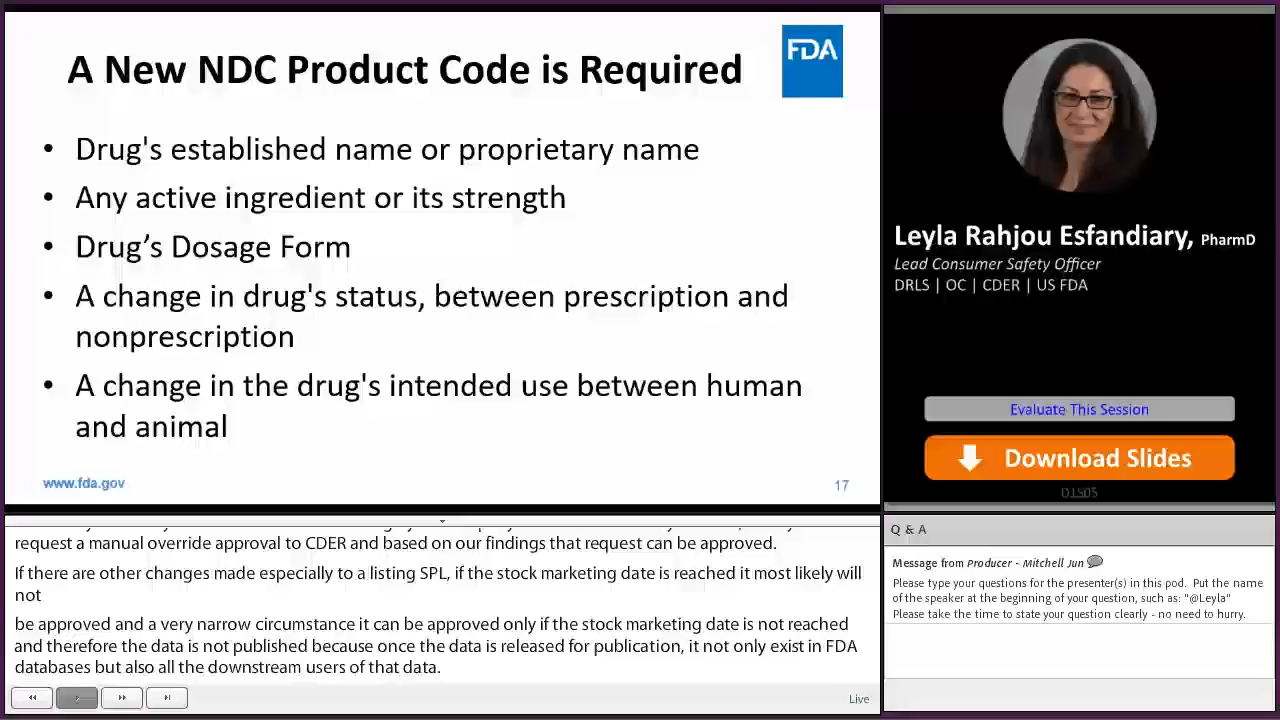 A New NDC Product Code is Required
FDA
• Drug's established name or proprietary name
• Any active ingredient or its strength
• Drug’s Dosage Form
• A change in drug's status, between prescription and
nonprescription
• A change in the drug's intended use between human
and animal
www.fda.gov
17
Leyla Rahjou Esfandiary, PharmD
Lead Consumer Safety Officer
DRLS | OC | CDER | US FDA
Evaluate This Session
Download Slides
request a manual override approval to CDER and based on our findings that request can be approved.
If there are other changes made especially to a listing SPL, if the stock marketing date is reached it most likely will
not
be approved and a very narrow circumstance it can be approved only if the stock marketing date is not reached
and therefore the data is not published because once the data is released for publication, it not only exist in FDA
databases but also all the downstream users of that data.
Live
Q & A
Message from Producer - Mitchell Jun
Please type your questions for the presenter(s) in this pod. Put the name
of the speaker at the beginning of your question, such as: "@Leyla"
Please take the time to state your question clearly - no need to hurry.